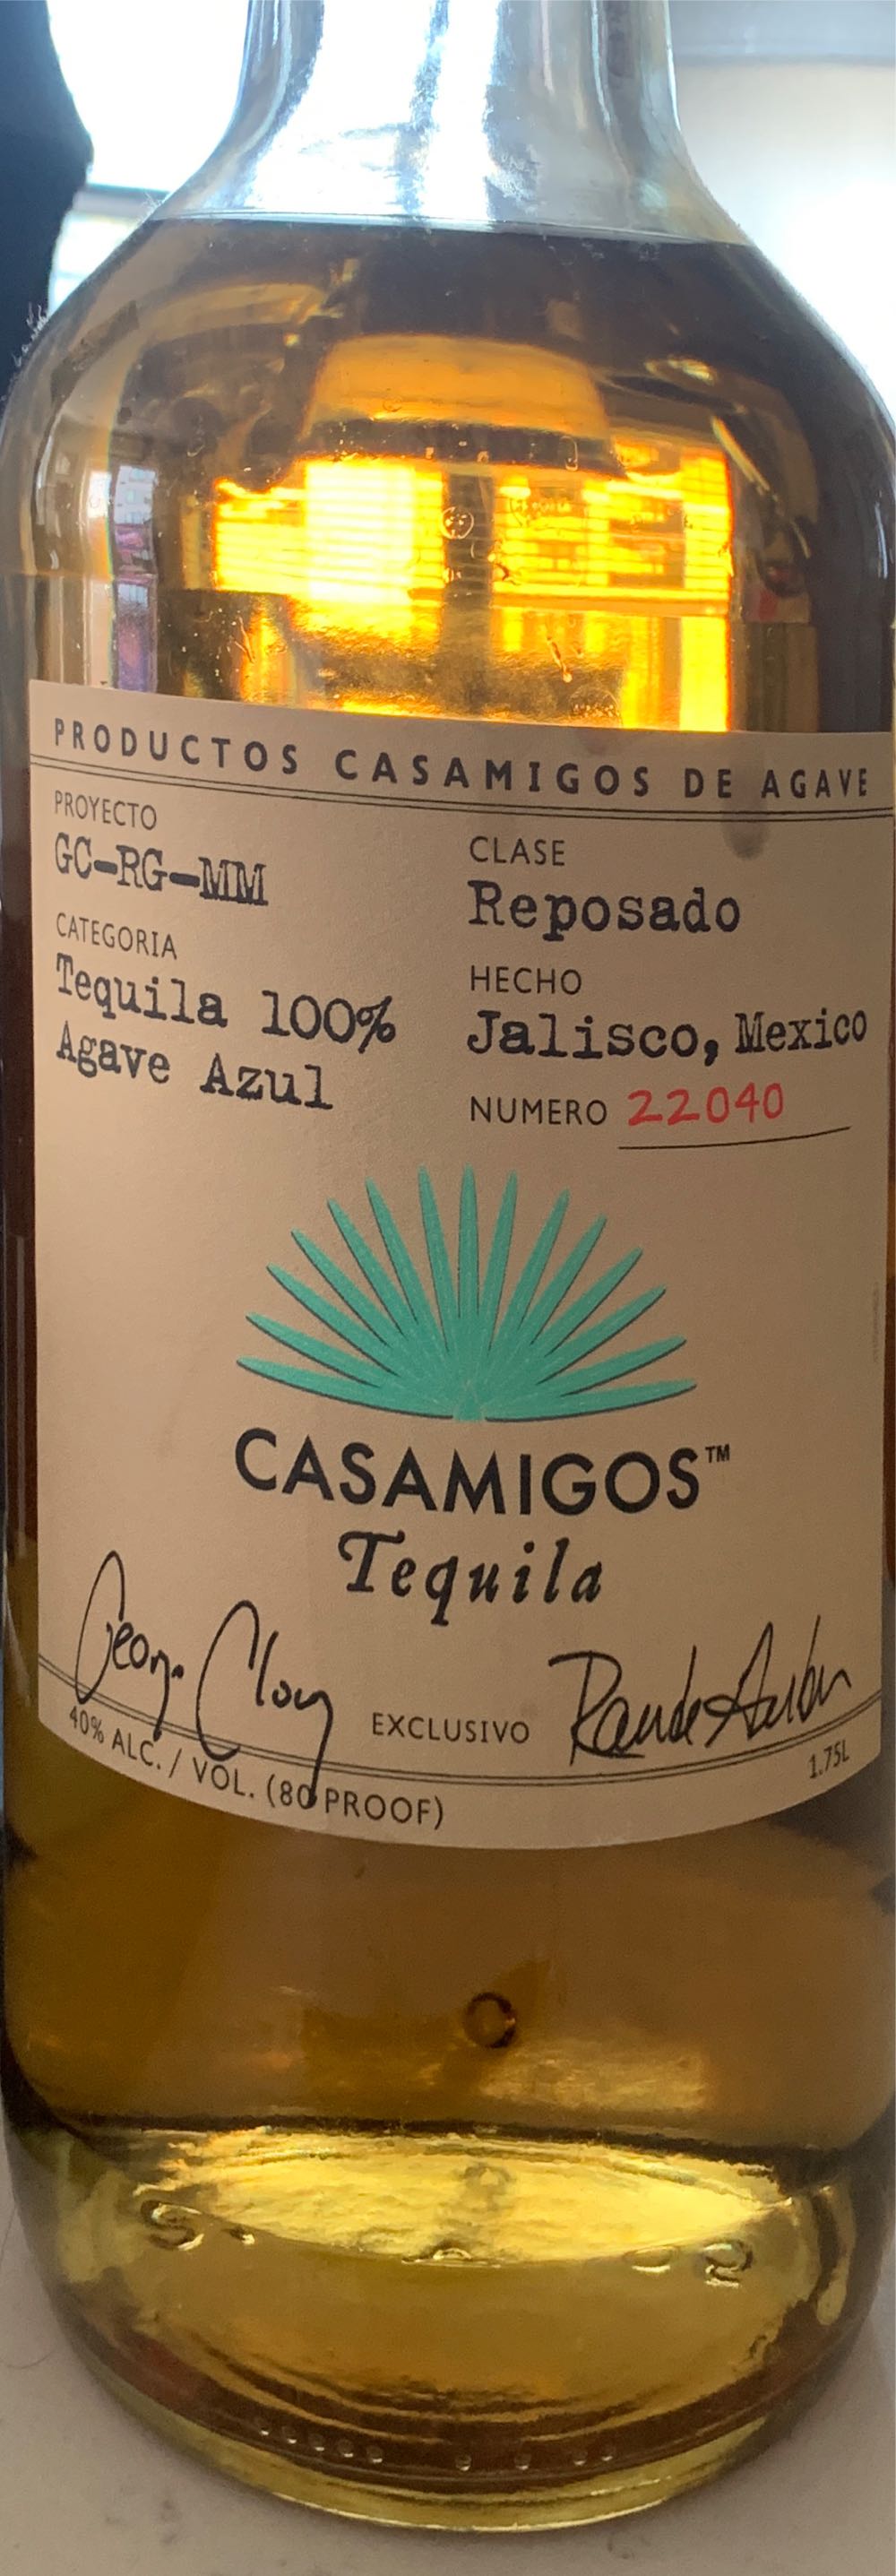 PRODUCTOS CASAMIGOS DE AGAVE
PROYECTO
GC-RG-MM
CATEGORIA
Tequila 100%
Agave Azul
CLASE
Reposado
HECHO
Jalisco, Mexico
NUMERO 22040
CASAMIGOS™
Tequila
EXCLUSIVO
40% ALC. / VOL. (80 PROOF)
1.75L